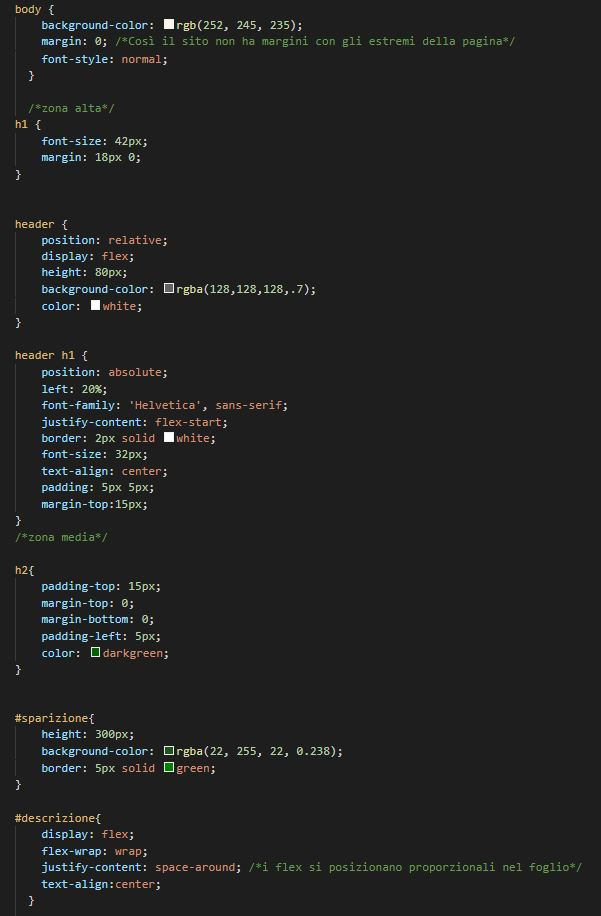 body {
background-color: rgb(252, 245, 235);
margin: 0; /*Così il sito non ha margini con gli estremi della pagina*/
font-style: normal;
}
/*zona alta*/
h1 {
font-size: 42px;
margin: 18px 0;
}
header {
position: relative;
display: flex;
height: 80px;
background-color: rgba(128,128,128,.7);
color: white;
}
header h1 {
position: absolute;
left: 20%;
font-family: 'Helvetica', sans-serif;
justify-content: flex-start;
border: 2px solid white;
font-size: 32px;
text-align: center;
padding: 5px 5px;
margin-top:15px;
}
/*zona media*/
h2{
padding-top: 15px;
margin-top: 0;
margin-bottom: 0;
padding-left: 5px;
color: darkgreen;
}
#sparizione{
height: 300px;
background-color: rgba(22, 255, 22, 0.238);
border: 5px solid green;
}
#descrizione{
display: flex;
flex-wrap: wrap;
justify-content: space-around; /*i flex si posizionano proporzionali nel foglio*/
text-align:center;
}